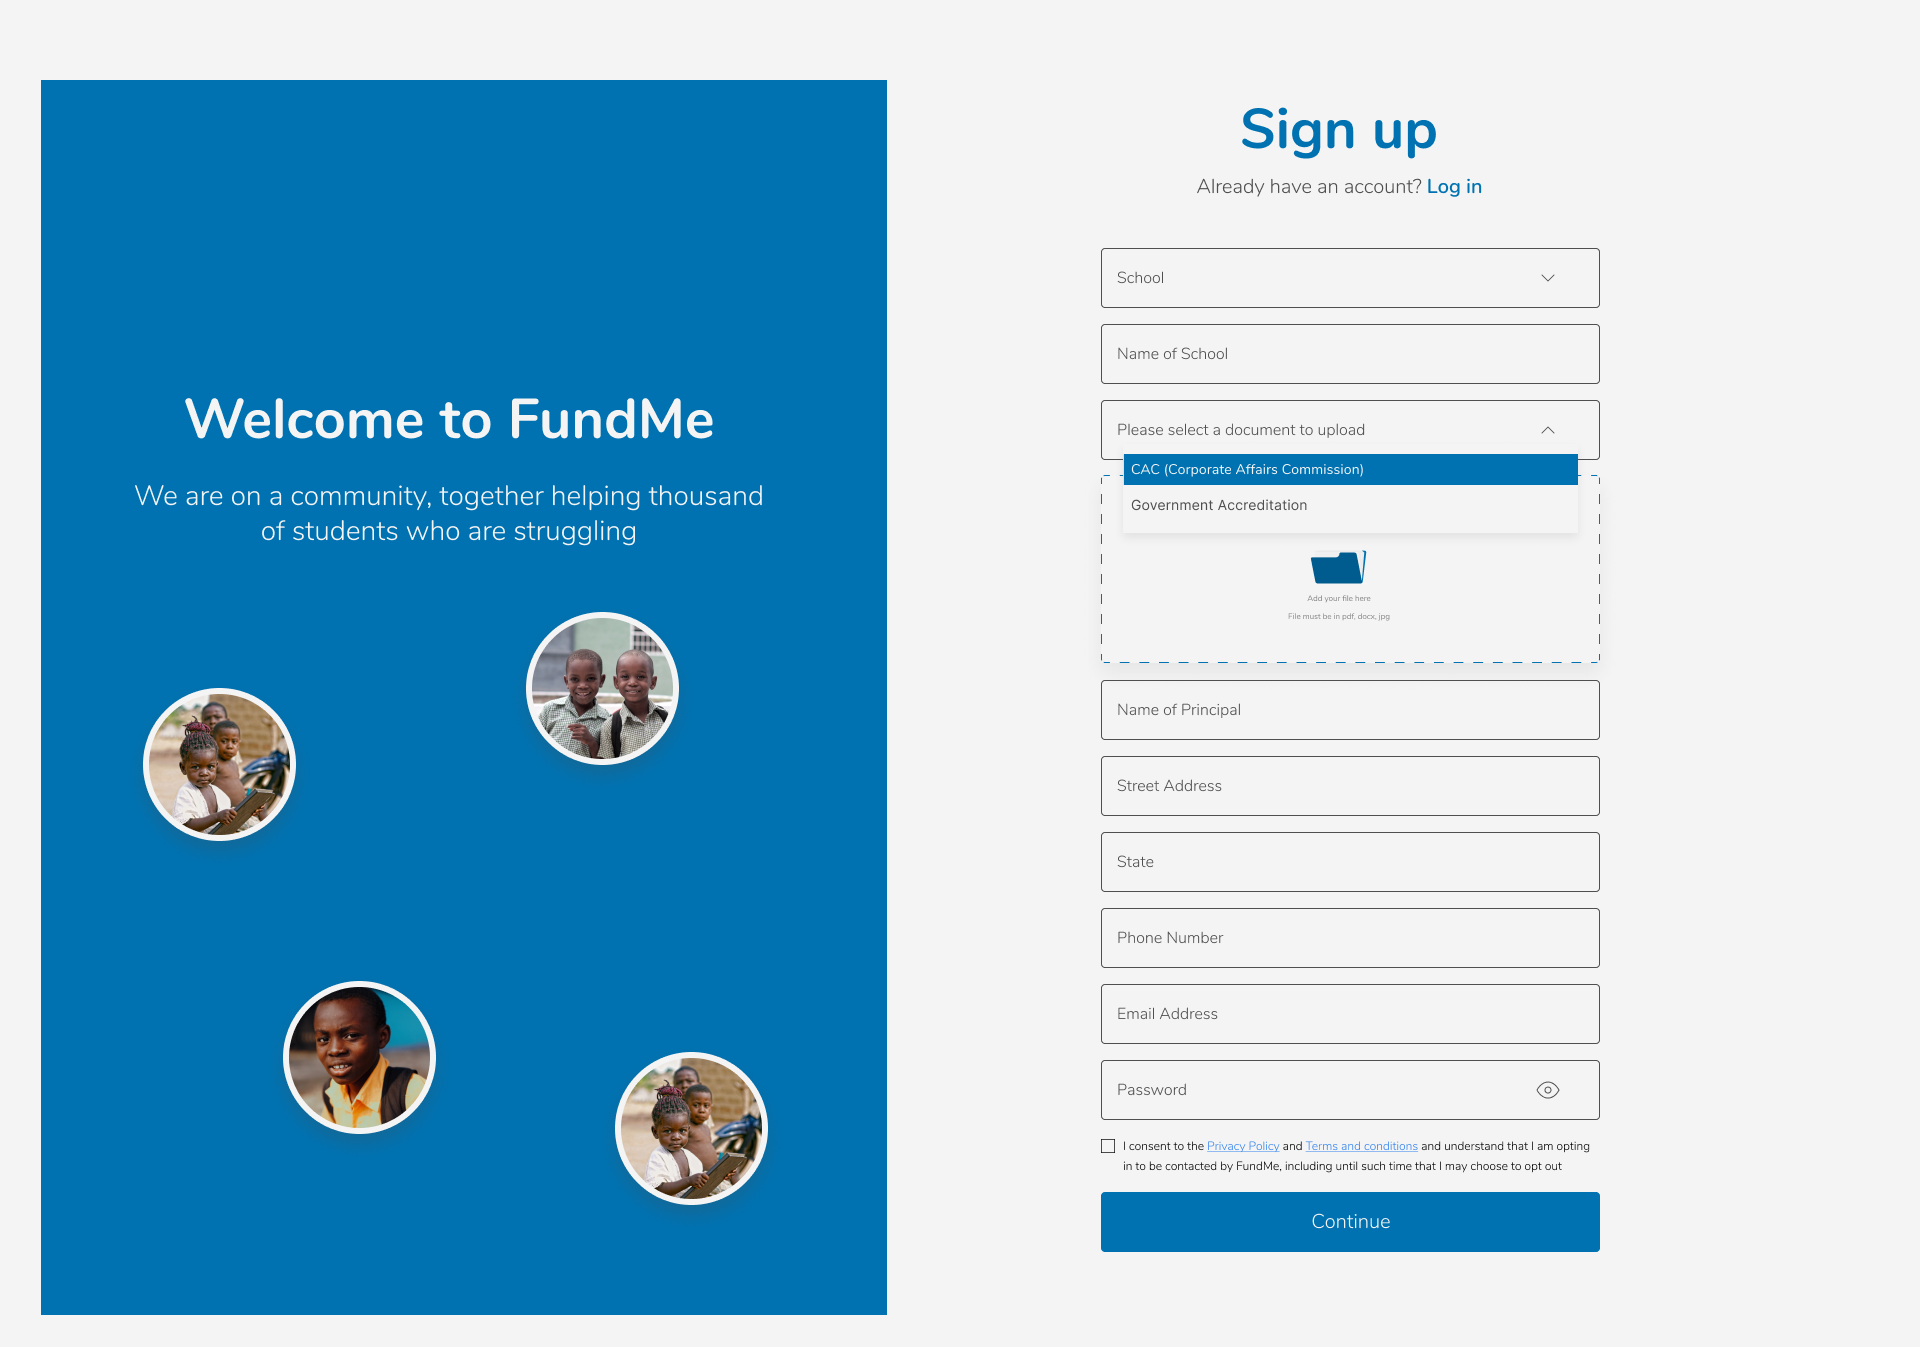 Welcome to FundMe
We are on a community, together helping thousand
of students who are struggling
Sign up
Already have an account? Log in
School
Name of School
Please select a document to upload
CAC (Corporate Affairs Commission)
Government Accreditation
Add your file here
File must be in pdf, docx, jpg
Name of Principal
Street Address
State
Phone Number
Email Address
Password
I consent to the Privacy Policy and Terms and conditions and understand that I am opting
in to be contacted by FundMe, including until such time that I may choose to opt out
Continue